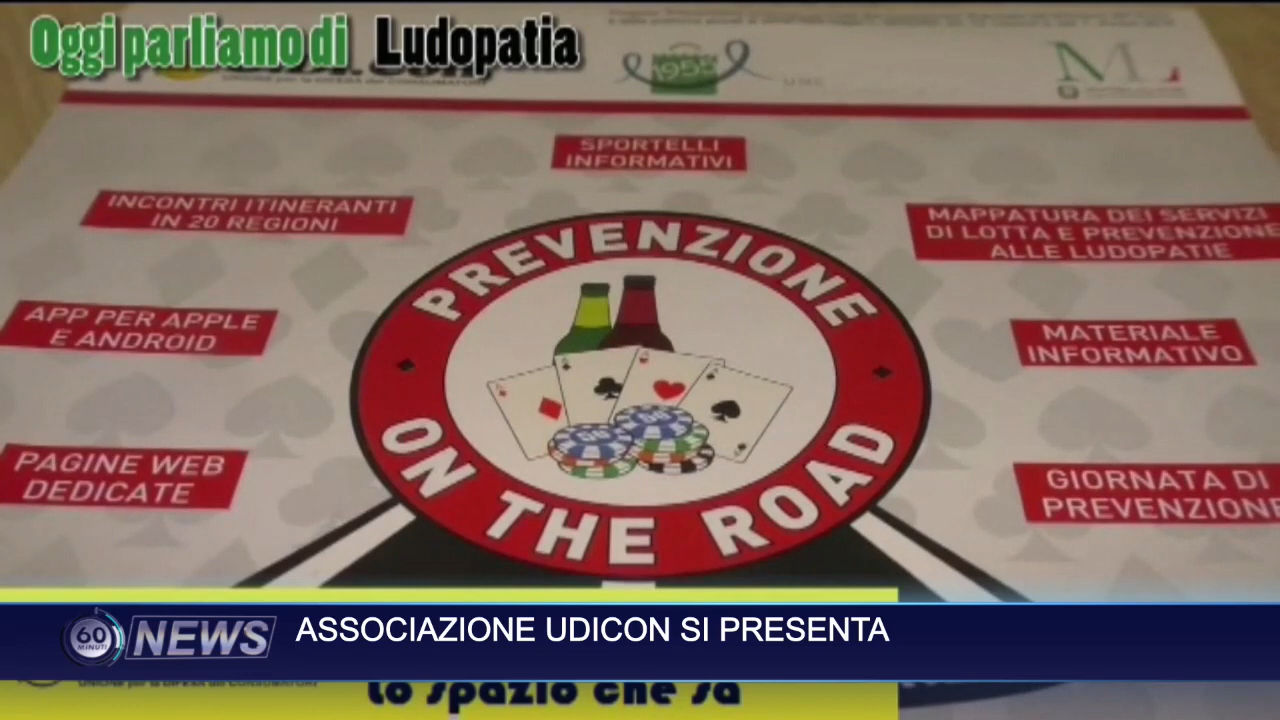 Oggi parliamo di Ludopatia
1955
ML
SPORTELLI
INFORMATIVI
INCONTRI ITINERANTI
IN 20 REGIONI
MAPPATURA DEI SERVIZI
DI LOTTA E PREVENZIONE
ALLE LUDOPATIE
APP PER APPLE
E ANDROID
MATERIALE
INFORMATIVO
PAGINE WEB
DEDICATE
GIORNATA DI
PREVENZIONE
PREVENZIONE
ON THE ROAD
60
MINUTI
NEWS
ASSOCIAZIONE UDICON SI PRESENTA
Lo spazio che sa